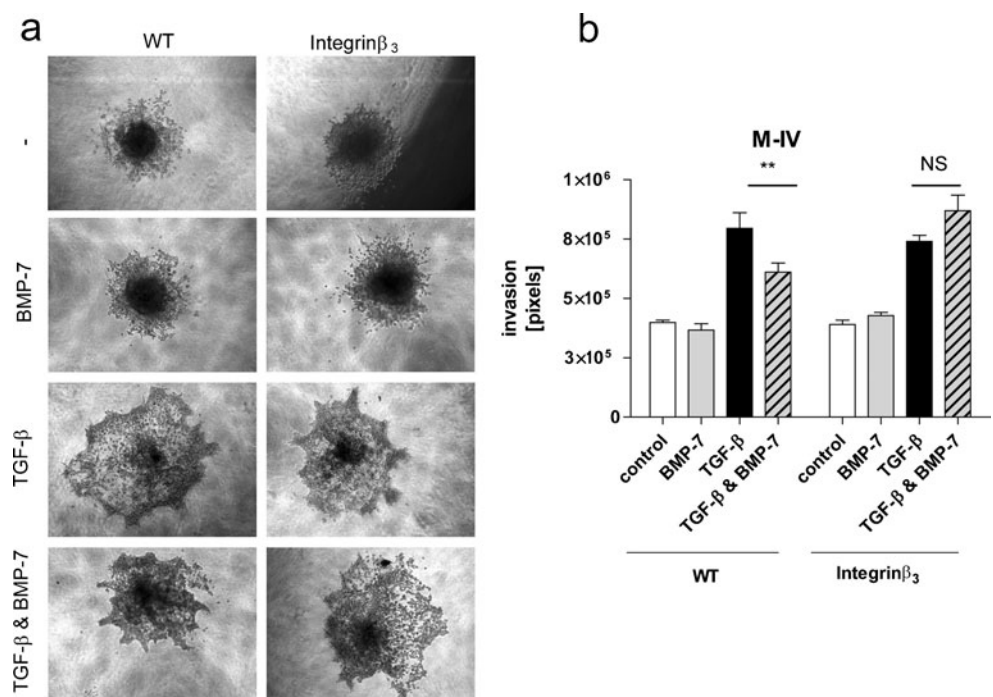 a
WT
Integrinβ3
-
BMP-7
TGF-β
TGF-β & BMP-7
b
M-IV
**
NS
invasion
[pixels]
1×10⁶
8×10⁵
5×10⁵
3×10⁵
0
control
BMP-7
TGF-β
TGF-β & BMP-7
control
BMP-7
TGF-β
TGF-β & BMP-7
WT
Integrinβ3